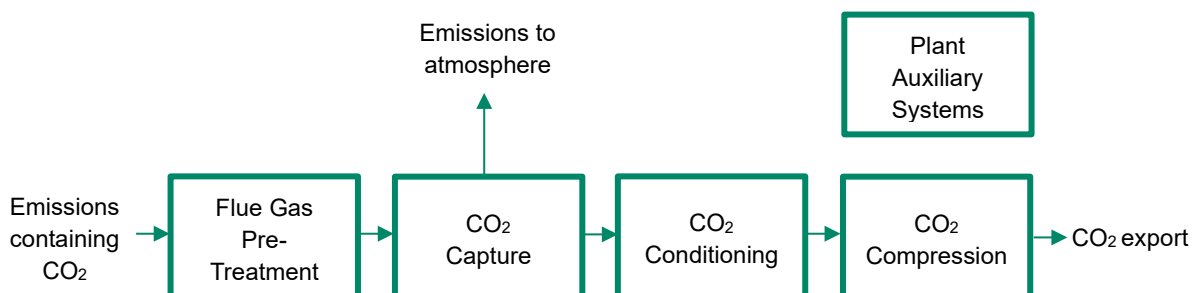 Emissions to
atmosphere
Plant
Auxiliary
Systems
Emissions
containing
CO₂
Flue Gas
Pre-
Treatment
CO₂
Capture
CO₂
Conditioning
CO₂
Compression
CO₂ export